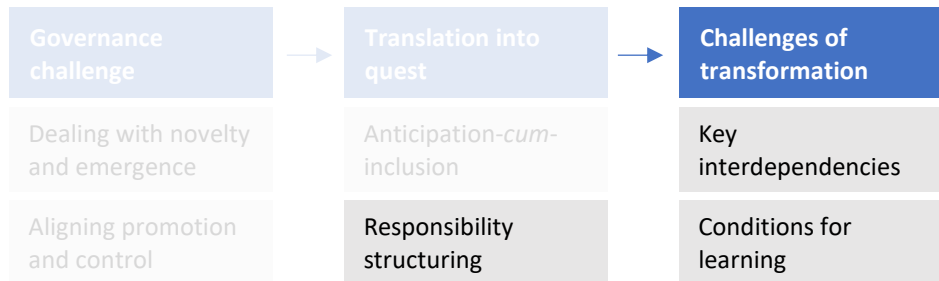 Governance
challenge
Translation into
quest
Challenges of
transformation
Dealing with novelty
and emergence
Anticipation-cum-
inclusion
Key
interdependencies
Aligning promotion
and control
Responsibility
structuring
Conditions for
learning